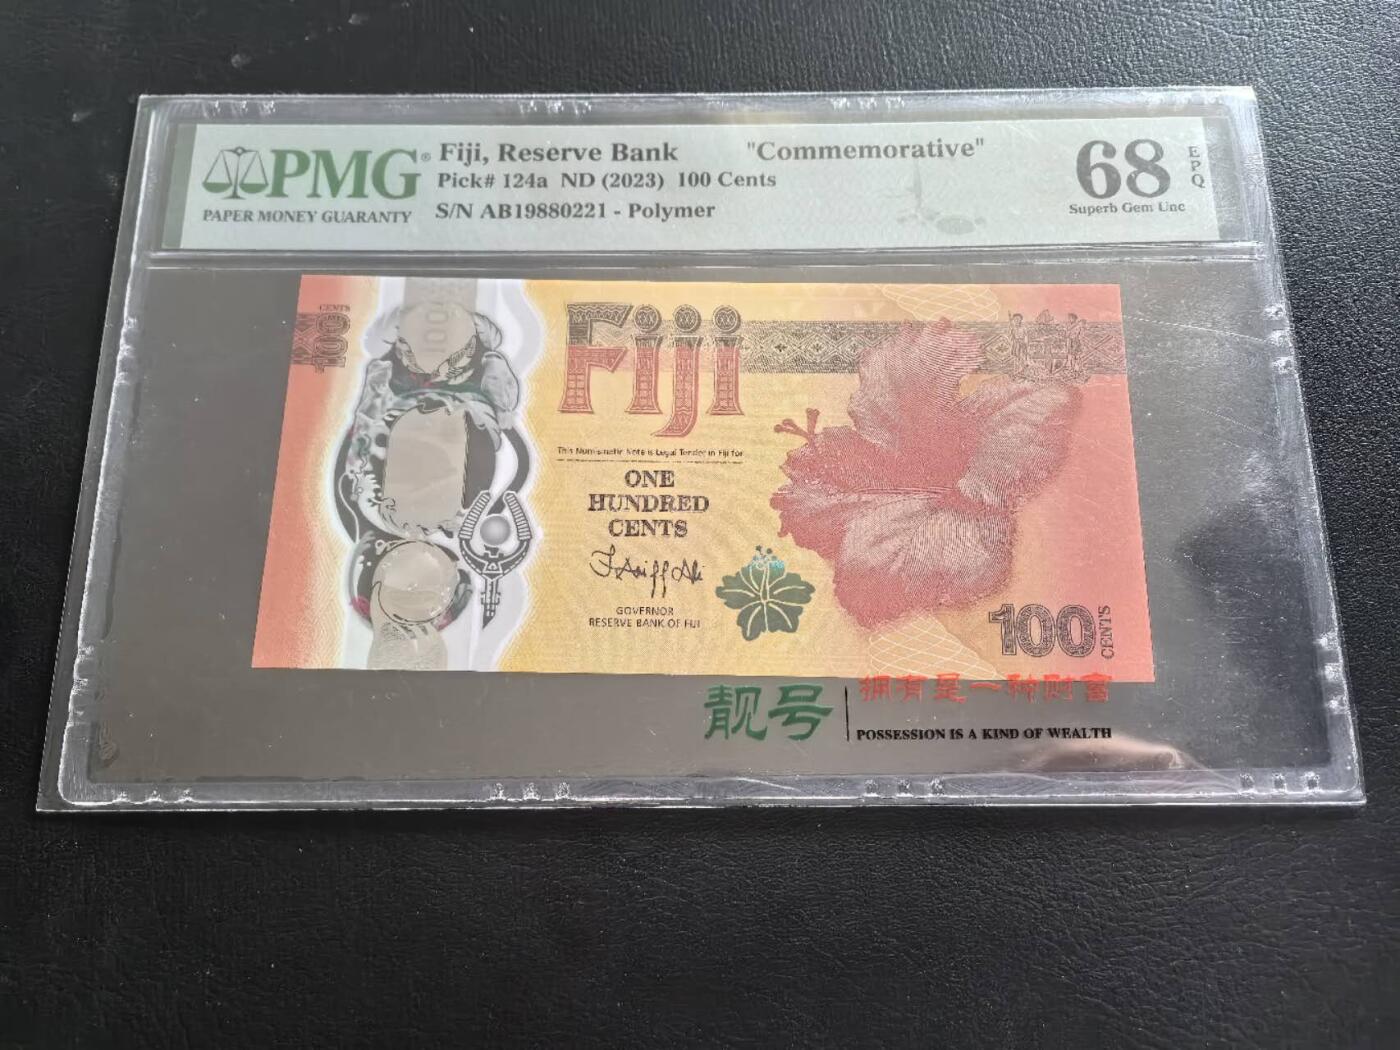 PMG®
PAPER MONEY GUARANTY
Fiji, Reserve Bank "Commemorative"
Pick# 124a ND (2023) 100 Cents
S/N AB19880221 - Polymer
68 EPQ
Superb Gem Unc
100 CENTS
100
Fiji
This Numismatic Note is Legal Tender in Fiji for
ONE
HUNDRED
CENTS
GOVERNOR
RESERVE BANK OF FIJI
100 CENTS
靓号
拥有是一种财富
POSSESSION IS A KIND OF WEALTH